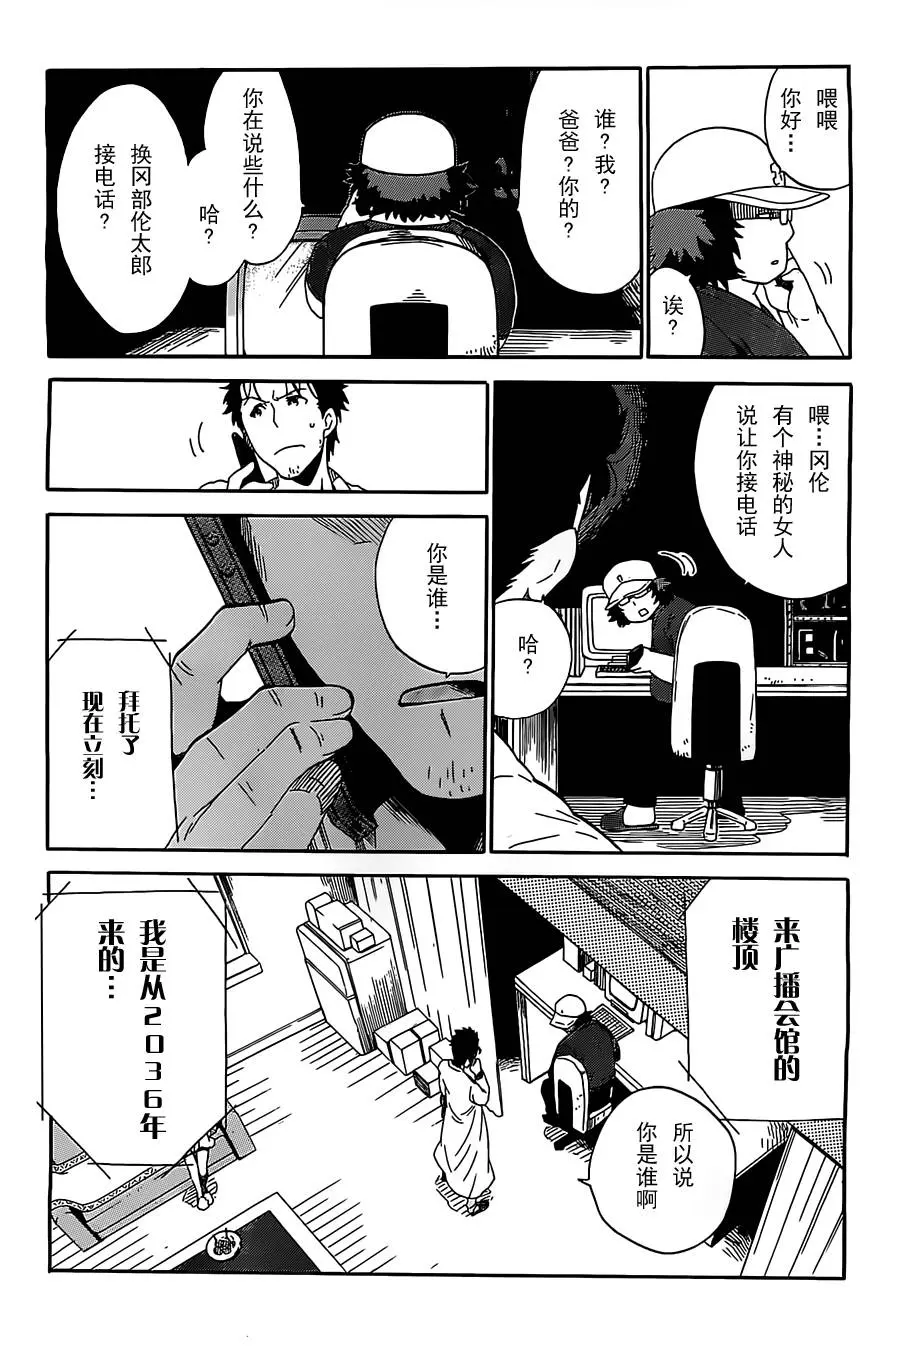 喂喂
你好…
诶？
谁？我？
爸爸？你的
你在说些什么？
哈？
换冈部伦太郎
接电话？
喂…冈伦
有个神秘的女人
说让你接电话
哈？
你是谁…
拜托了
现在立刻…
来广播会馆的
楼顶
所以说
你是谁啊
我是从2036年
来的…